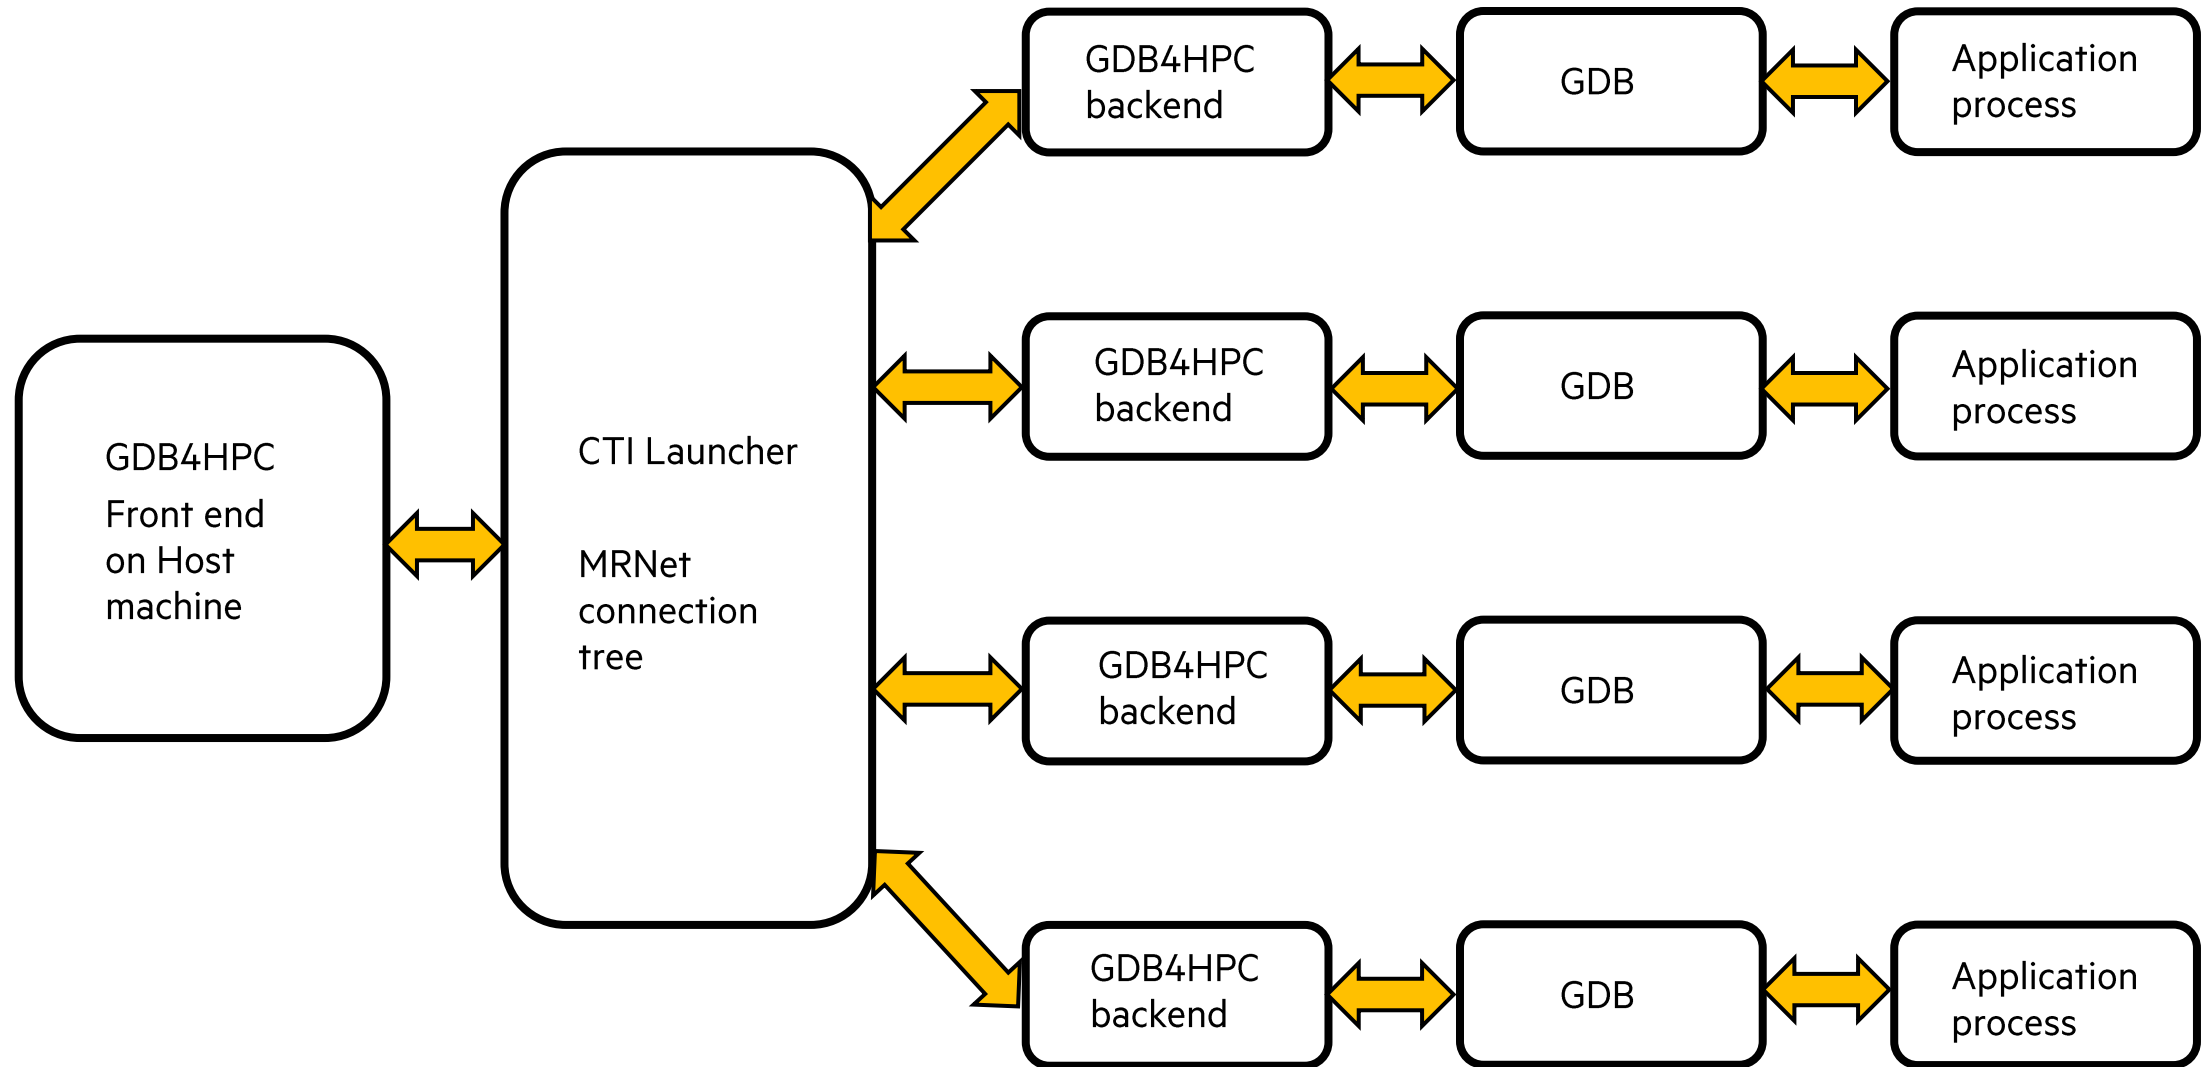 GDB4HPC
Front end
on Host
machine
CTI Launcher
MRNet
connection
tree
GDB4HPC
backend
GDB
Application
process
GDB4HPC
backend
GDB
Application
process
GDB4HPC
backend
GDB
Application
process
GDB4HPC
backend
GDB
Application
process